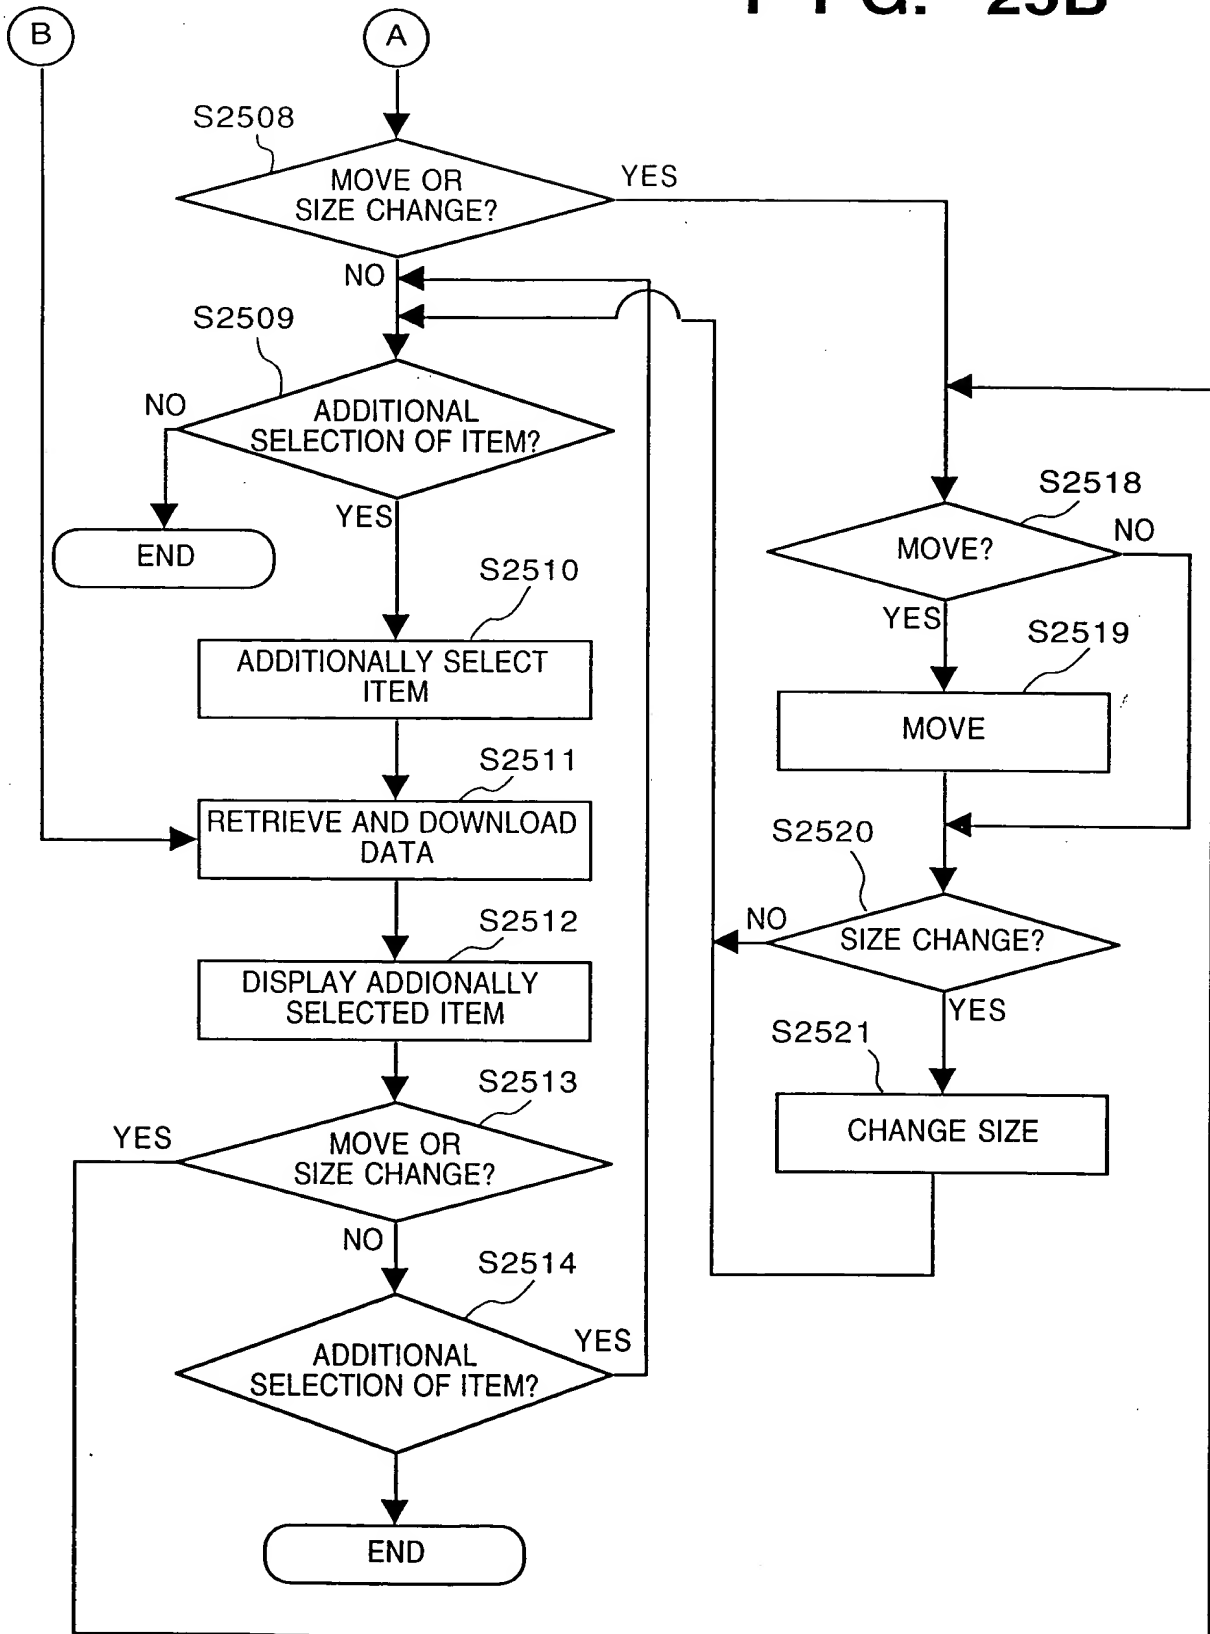 FIG. 25B
B
A
S2508
MOVE OR
SIZE CHANGE?
YES
NO
S2509
NO
ADDITIONAL
SELECTION OF ITEM?
YES
END
S2510
ADDITIONALLY SELECT
ITEM
S2511
RETRIEVE AND DOWNLOAD
DATA
S2512
DISPLAY ADDIONALLY
SELECTED ITEM
S2513
YES
MOVE OR
SIZE CHANGE?
NO
S2514
YES
ADDITIONAL
SELECTION OF ITEM?
END
S2518
MOVE?
NO
YES
S2519
MOVE
S2520
NO
SIZE CHANGE?
YES
S2521
CHANGE SIZE